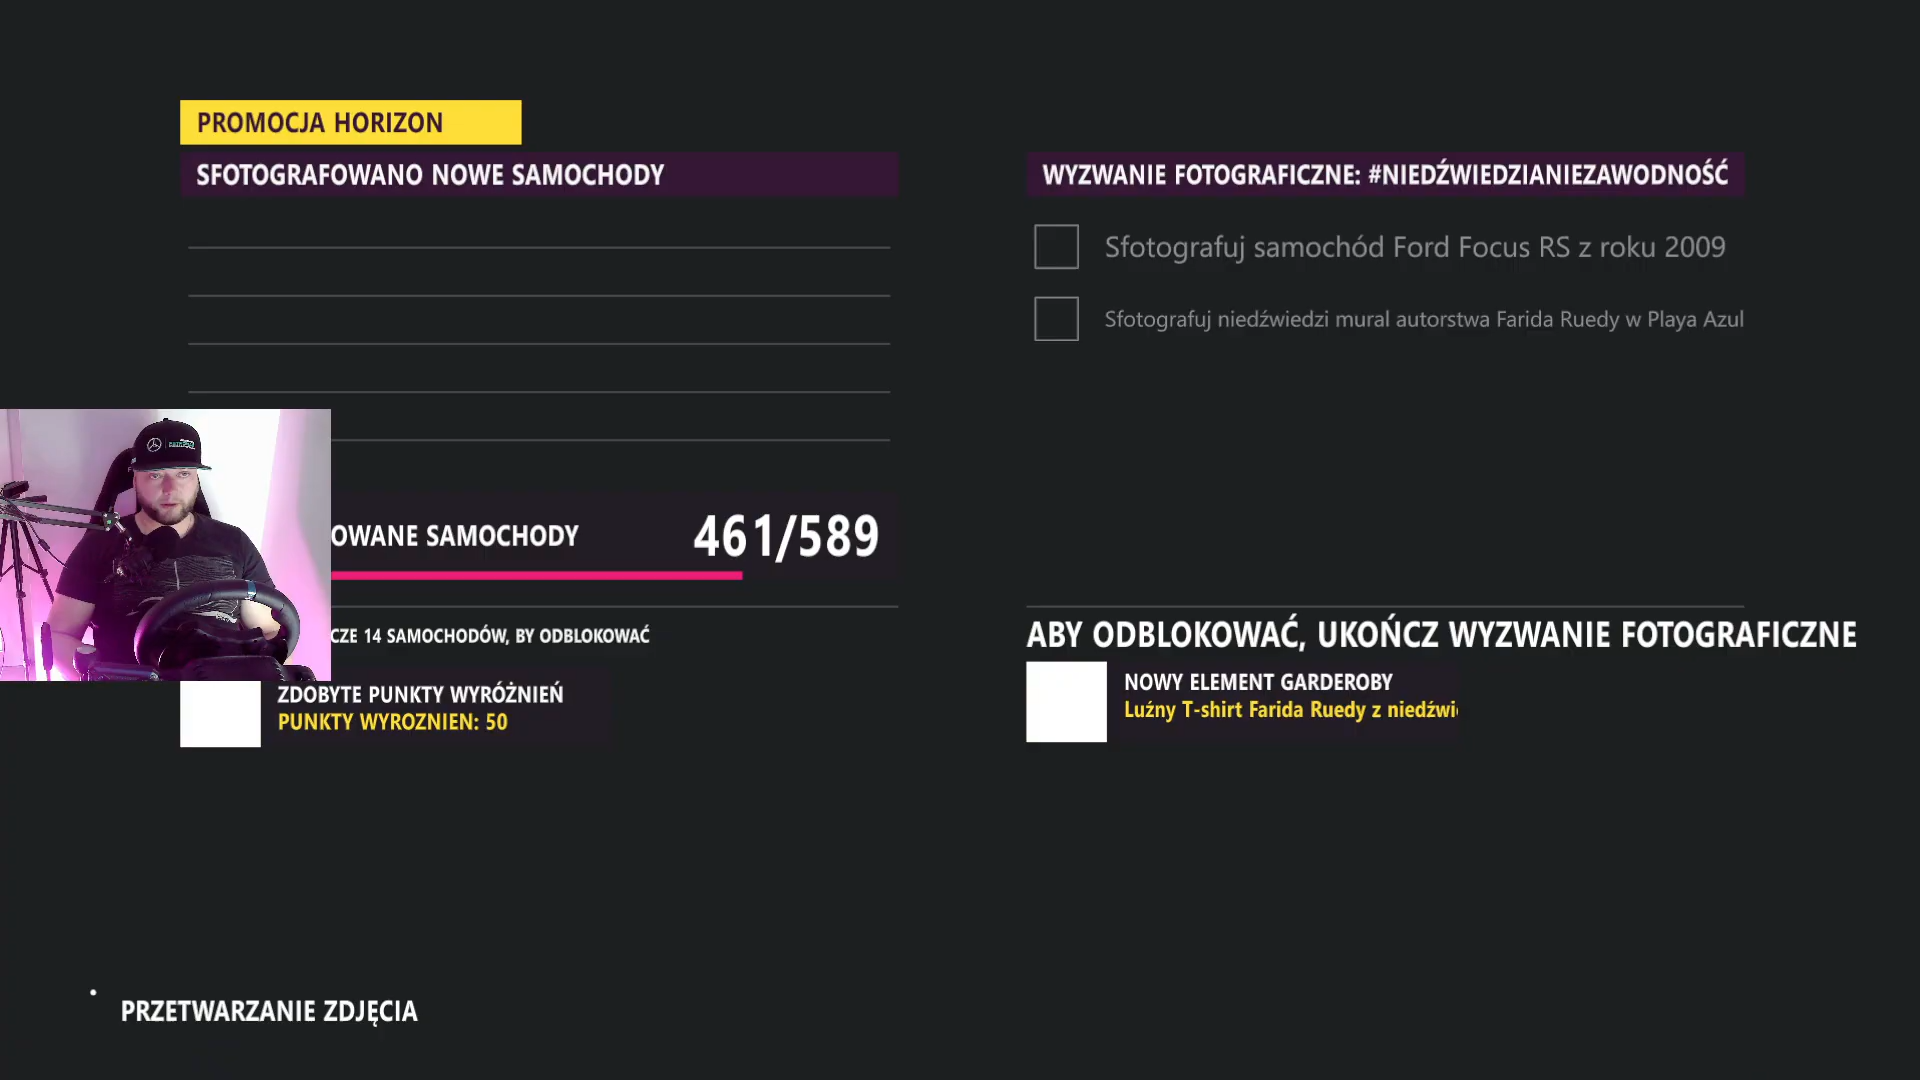 PROMOCJA HORIZON
SFOTOGRAFOWANO NOWE SAMOCHODY
OWANE SAMOCHODY 461/589
CZE 14 SAMOCHODÓW, BY ODBLOKOWAĆ
ZDOBYTE PUNKTY WYRÓŻNIEŃ
PUNKTY WYROZNIEN: 50
WYZWANIE FOTOGRAFICZNE: #NIEDŹWIEDZIANIEZAWODNOŚĆ
Sfotografuj samochód Ford Focus RS z roku 2009
Sfotografuj niedźwiedzi mural autorstwa Farida Ruedy w Playa Azul
ABY ODBLOKOWAĆ, UKOŃCZ WYZWANIE FOTOGRAFICZNE
NOWY ELEMENT GARDEROBY
Luźny T-shirt Farida Ruedy z niedźwi
PRZETWARZANIE ZDJĘCIA